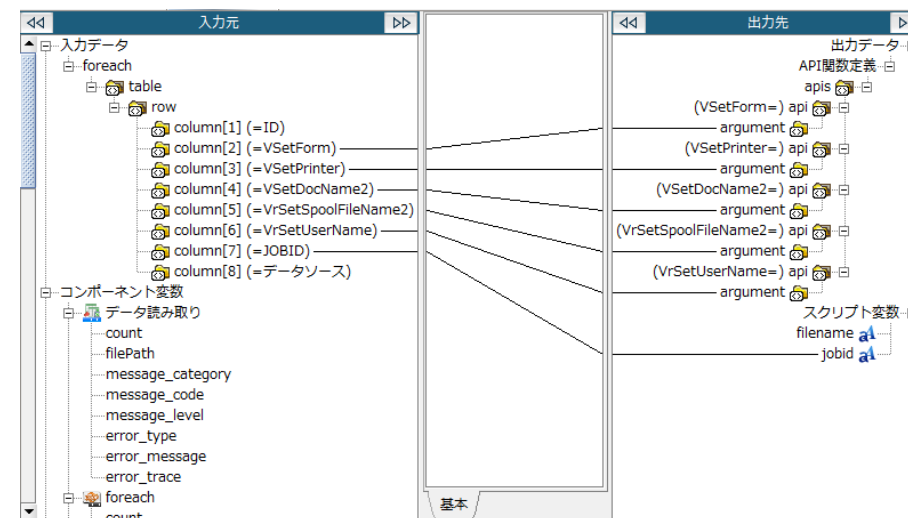 入力元
出力先
入力データ
foreach
table
row
column[1] (=ID)
column[2] (=VSetForm)
column[3] (=VSetPrinter)
column[4] (=VSetDocName2)
column[5] (=VrSetSpoolFileName2)
column[6] (=VrSetUserName)
column[7] (=JOBID)
column[8] (=データソース)
コンポーネント変数
データ読み取り
count
filePath
message_category
message_code
message_level
error_type
error_message
error_trace
foreach
count
基本
出力データ
API関数定義
apis
(VSetForm=) api
argument
(VSetPrinter=) api
argument
(VSetDocName2=) api
argument
(VrSetSpoolFileName2=) api
argument
(VrSetUserName=) api
argument
スクリプト変数
filename
jobid